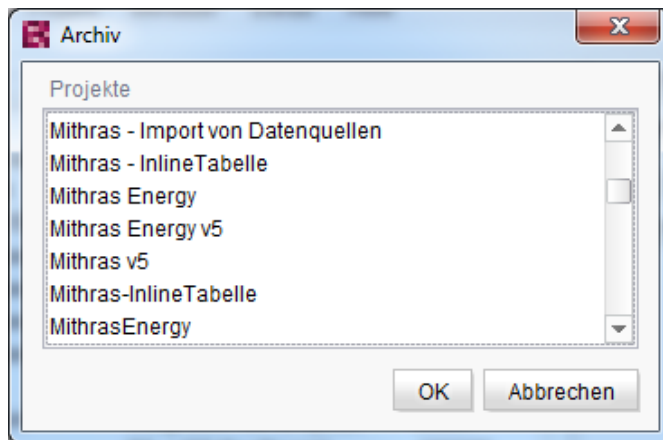 Archiv
Projekte
Mithras - Import von Datenquellen
Mithras - InlineTabelle
Mithras Energy
Mithras Energy v5
Mithras v5
Mithras-InlineTabelle
MithrasEnergy
OK Abbrechen